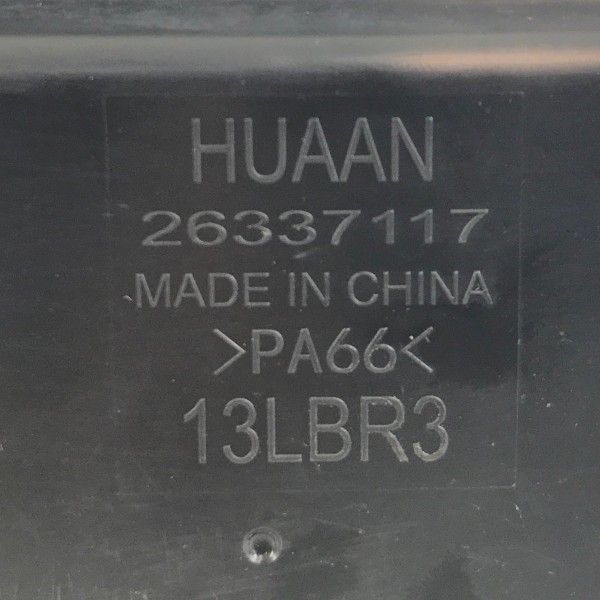 HUAAN
26337117
MADE IN CHINA
>PA66<
13LBR3